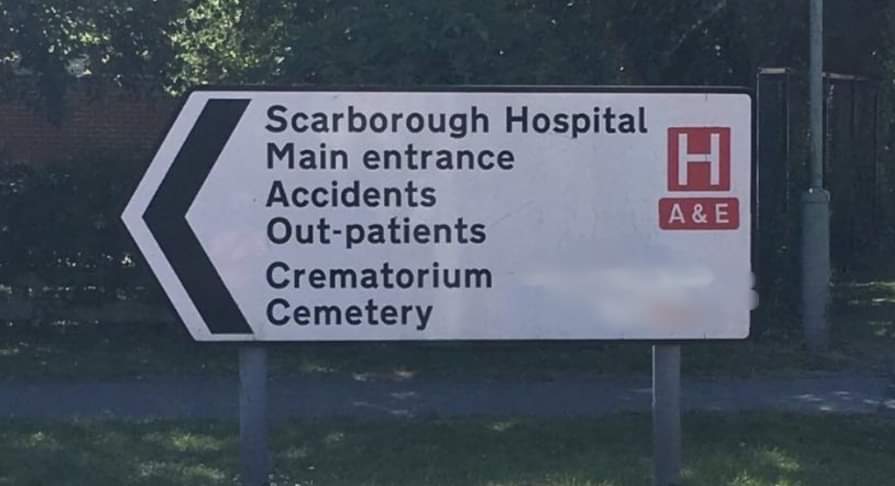 Scarborough Hospital
Main entrance
Accidents
Out-patients
Crematorium
Cemetery
H
A & E